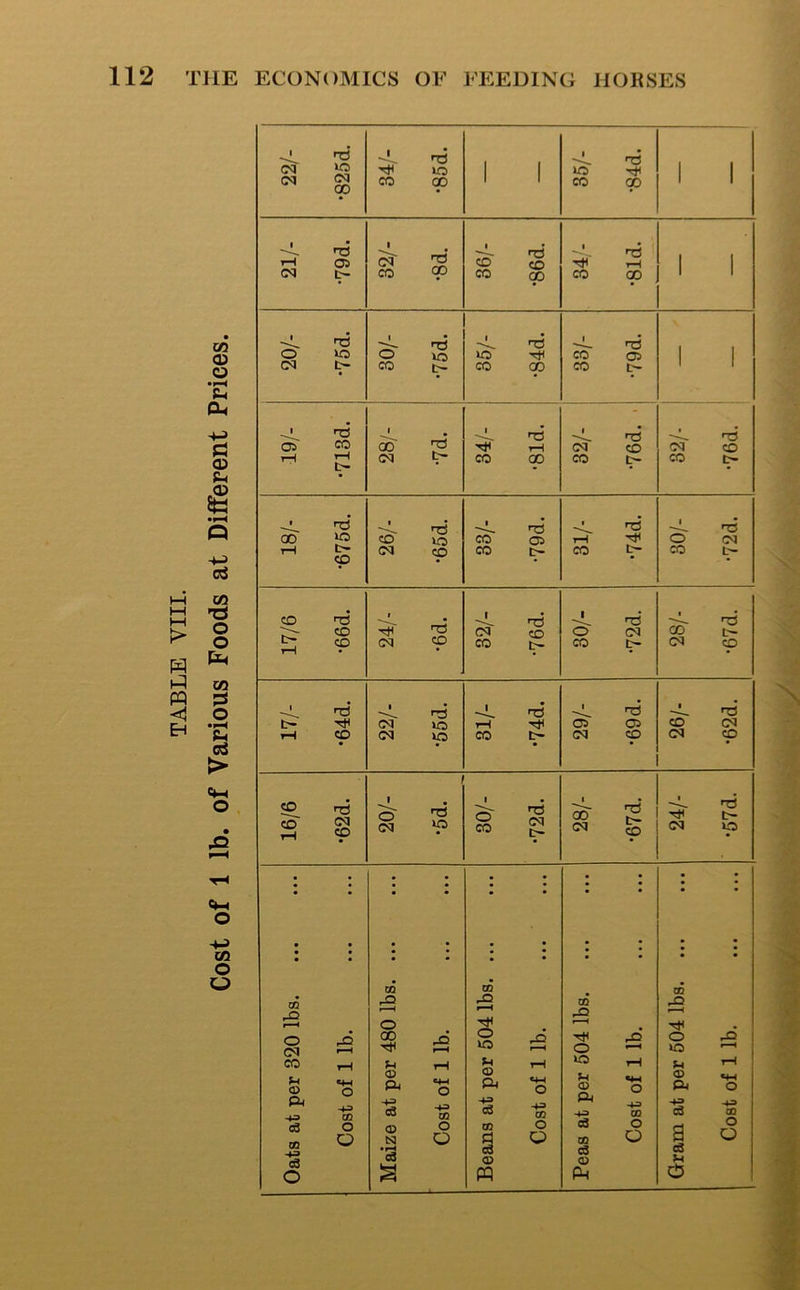 112 THE ECONOMICS OF FEEDING HORSES
TABLE VIII.
Cost of 1 lb. of Various Foods at Different Prices.
Oats at per 320 lbs. ... ... 16/6 17/- 17/6 18/- 19/- 20/- 21/- 22/-
Cost of 1 lb. ... ... ·62d. ·64d. ·66d. ·675d. ·713d. ·75d. ·79d. ·825d.
Maize at per 480 lbs. ... ... 20/- 22/- 24/- 26/- 28/- 30/- 32/- 34/-
Cost of 1 lb. ... ... ·5d. ·55d. ·6d. ·65d. ·7d. ·75d. ·8d. ·85d.
Beans at per 504 lbs. ... ... 30/- 31/- 32/- 33/- 34/- 35/- 36/- —
Cost of 1 lb. ... ... ·72d. ·74d. ·76d. ·79d. ·81d. ·84d. ·86d. —
Peas at per 504 lbs. ... ... 28/- 29/- 30/- 31/- 32/- 33/- 34/- 35/-
Cost of 1 lb. ... ... ·67d. ·69d. ·72d. ·74d. ·76d. ·79d. ·81d. ·84d.
Gram at per 504 lbs. ... ... 24/- 26/- 28/- 30/- 32/- — — —
Cost of 1 lb. ... ... ·57d. ·62d. ·67d. ·72d. ·76d. — — —